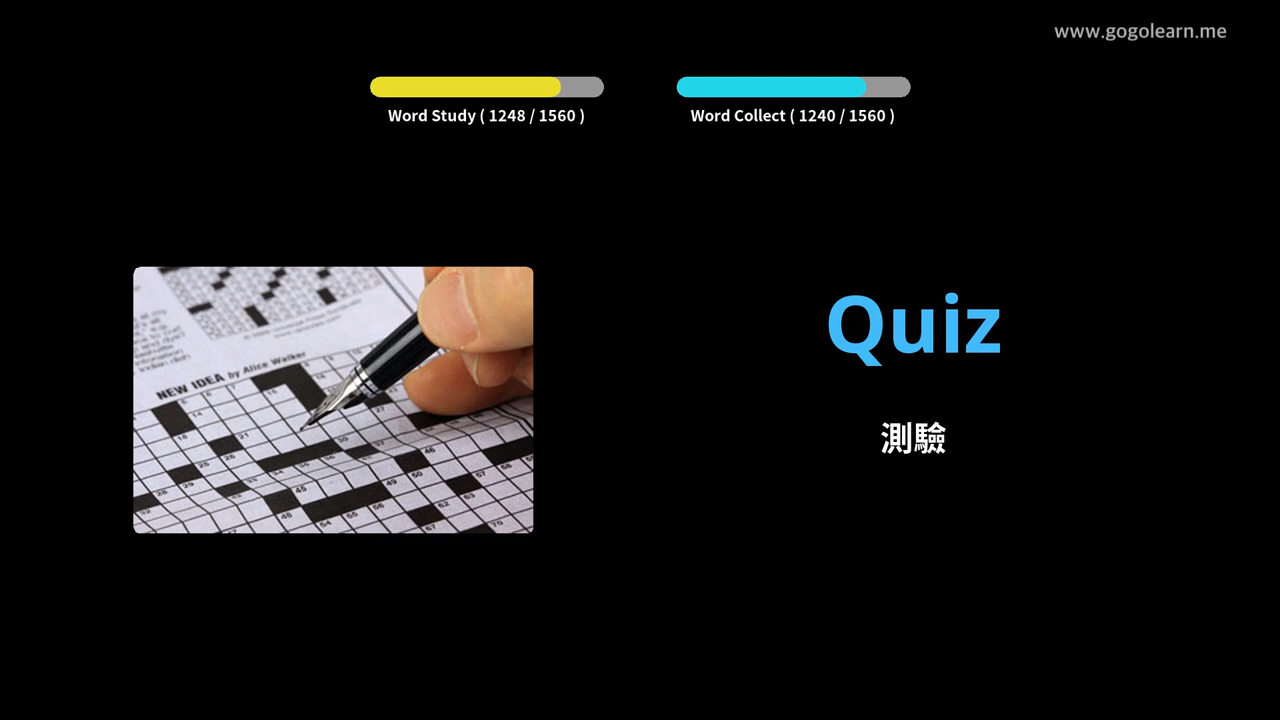 www.gogolearn.me
Word Study ( 1248 / 1560 )
Word Collect ( 1240 / 1560 )
Quiz
測驗
NEW IDEA by Alice Walker